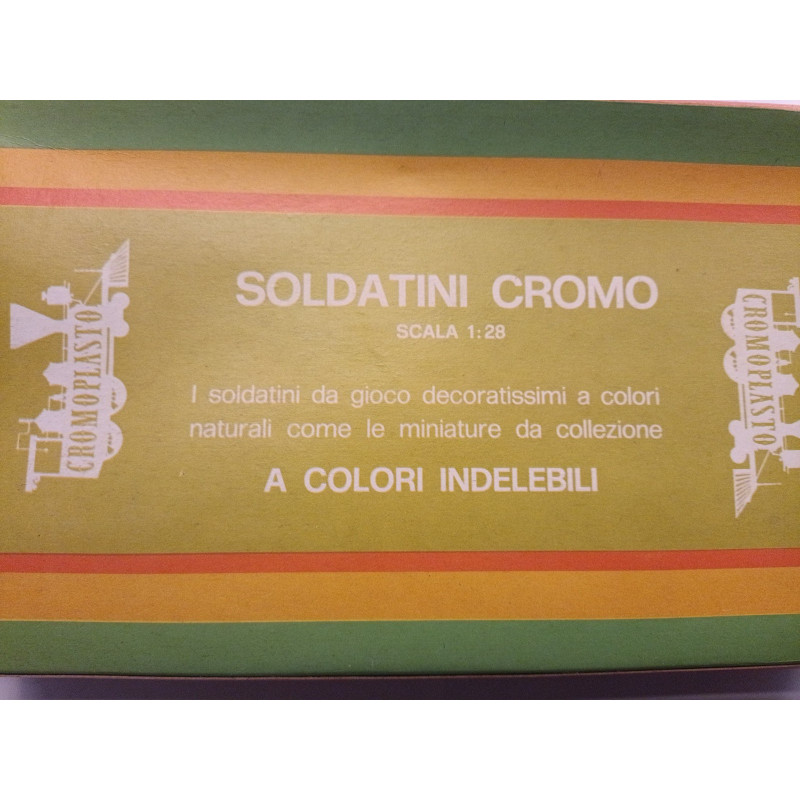 CROMOPLASTO
SOLDATINI CROMO
SCALA 1:28
I soldatini da gioco decoratissimi a colori
naturali come le miniature da collezione
A COLORI INDELEBILI
CROMOPLASTO